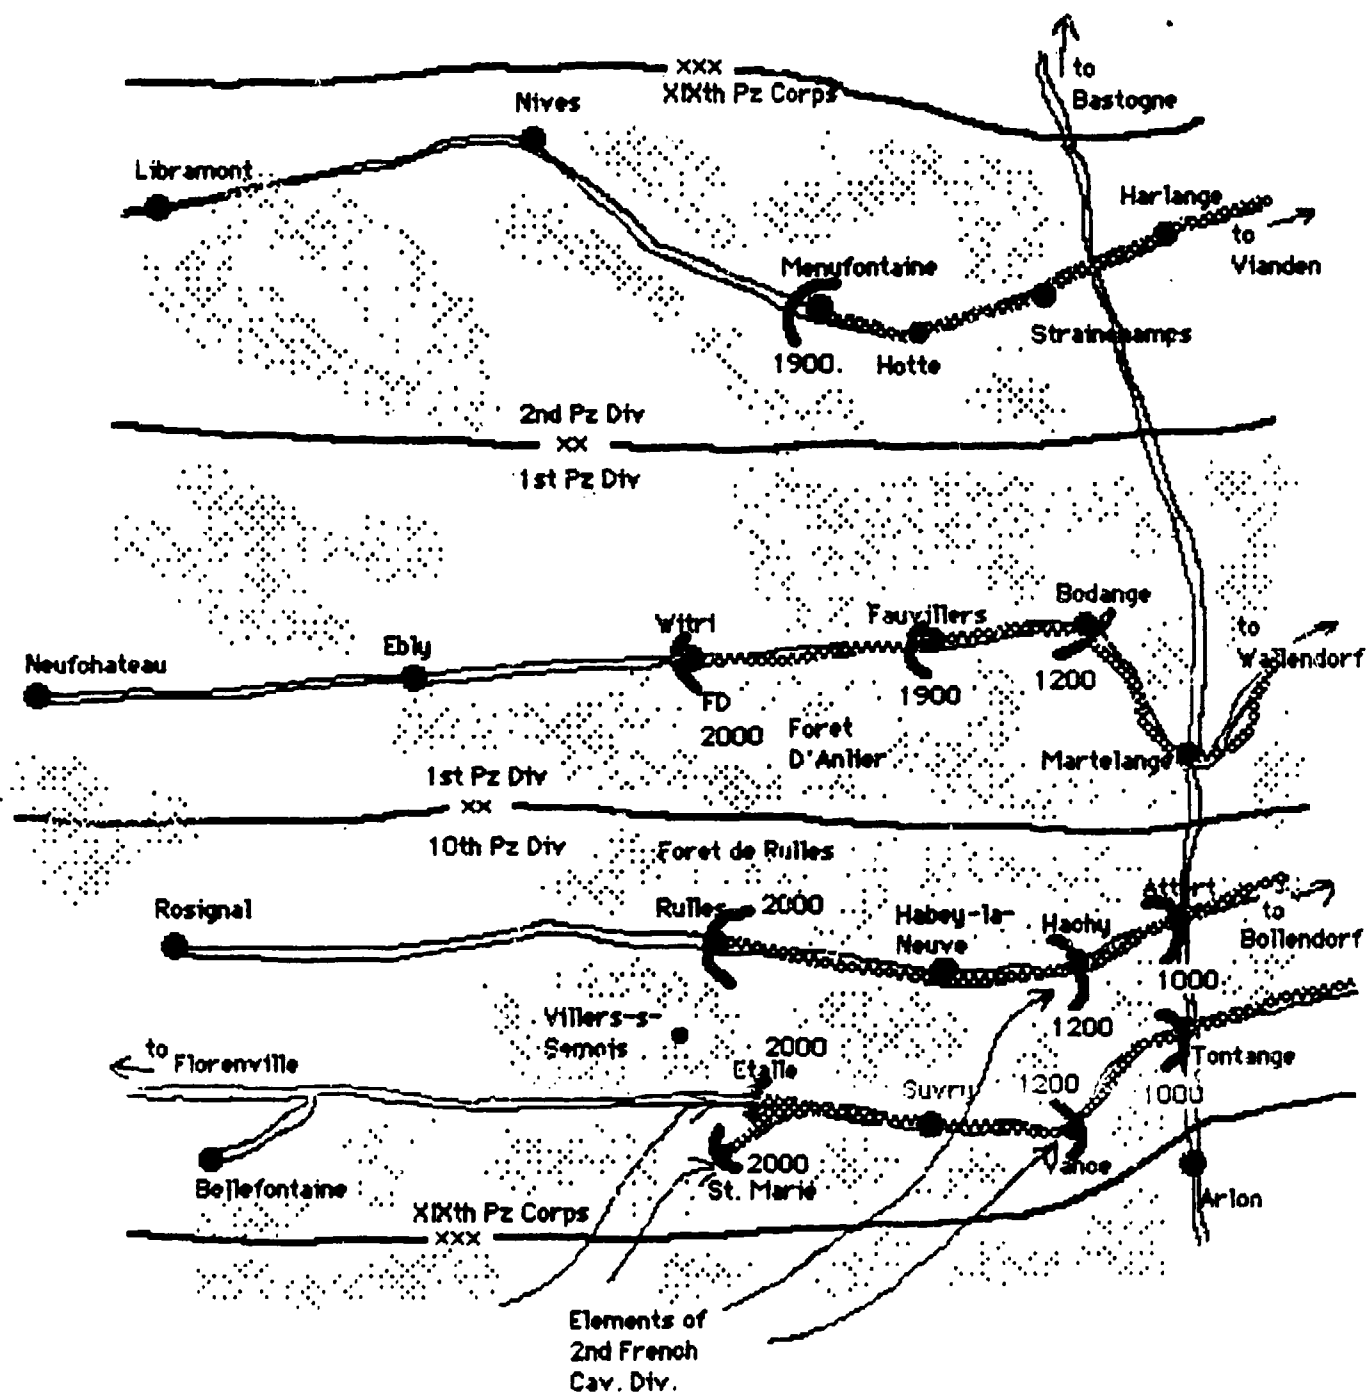 xxx
XIXth Pz Corps
to
Bastogne
Nives
Libramont
Harlange
to
Vianden
Menufontaine
Strainchamps
1900.
Hotte
2nd Pz Div
xx
1st Pz Div
Bodange
Fauvillers
Witri
to
Wallendorf
Ebly
Neufchateau
1200
1900
FD
2000
Foret
D'Anlier
Martelange
1st Pz Div
xx
10th Pz Div
Foret de Rulles
Attert
Rosignal
Rulles
2000
Habey-la-
Neuve
Hachy
to
Bollendorf
1000
1200
Villers-s-
Semois
2000
Etalle
to
Florenville
Tontange
Suvry
1200
1000
2000
St. Marie
Vance
Bellefontaine
Arlon
XIXth Pz Corps
xxx
Elements of
2nd French
Cav. Div.